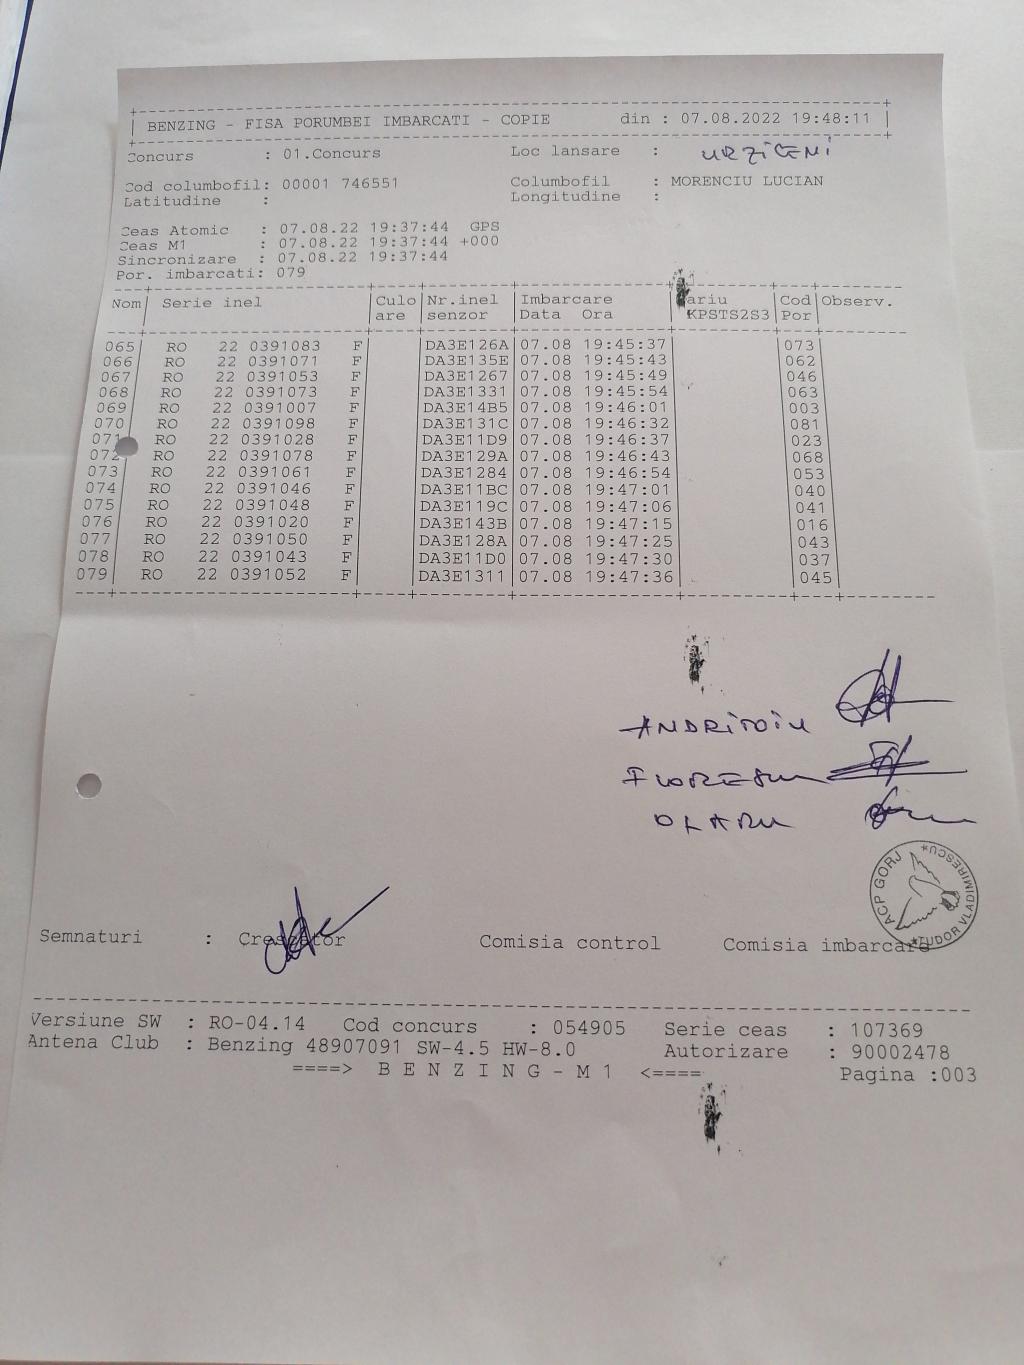 BENZING - FISA PORUMBEI IMBARCATI - COPIE din : 07.08.2022 19:48:11
Concurs : 01.Concurs Loc lansare : URZICENI
Cod columbofil: 00001 746551 Columbofil : MORENCIU LUCIAN
Latitudine : Longitudine :
Ceas Atomic : 07.08.22 19:37:44 GPS
Ceas M1 : 07.08.22 19:37:44 +000
Sincronizare : 07.08.22 19:37:44
Por. imbarcati: 079
Nom Serie inel Culo Nr.inel Imbarcare ariu Cod Observ.
are senzor Data Ora KPSTS2S3 Por
065 RO 22 0391083 F DA3E126A 07.08 19:45:37 073
066 RO 22 0391071 F DA3E135E 07.08 19:45:43 062
067 RO 22 0391053 F DA3E1267 07.08 19:45:49 046
068 RO 22 0391073 F DA3E1331 07.08 19:45:54 063
069 RO 22 0391007 F DA3E14B5 07.08 19:46:01 003
070 RO 22 0391098 F DA3E131C 07.08 19:46:32 081
071 RO 22 0391028 F DA3E11D9 07.08 19:46:37 023
072 RO 22 0391078 F DA3E129A 07.08 19:46:43 068
073 RO 22 0391061 F DA3E1284 07.08 19:46:54 053
074 RO 22 0391046 F DA3E11BC 07.08 19:47:01 040
075 RO 22 0391048 F DA3E119C 07.08 19:47:06 041
076 RO 22 0391020 F DA3E143B 07.08 19:47:15 016
077 RO 22 0391050 F DA3E128A 07.08 19:47:25 043
078 RO 22 0391043 F DA3E11D0 07.08 19:47:30 037
079 RO 22 0391052 F DA3E1311 07.08 19:47:36 045
ANDRITOIU
FLORESCU
OLARU
ACP GORJ *TUDOR VLADIMIRESCU*
Semnaturi : Crescator Comisia control Comisia imbarcare
Versiune SW : RO-04.14 Cod concurs : 054905 Serie ceas : 107369
Antena Club : Benzing 48907091 SW-4.5 HW-8.0 Autorizare : 90002478
====> B E N Z I N G - M 1 <==== Pagina :003